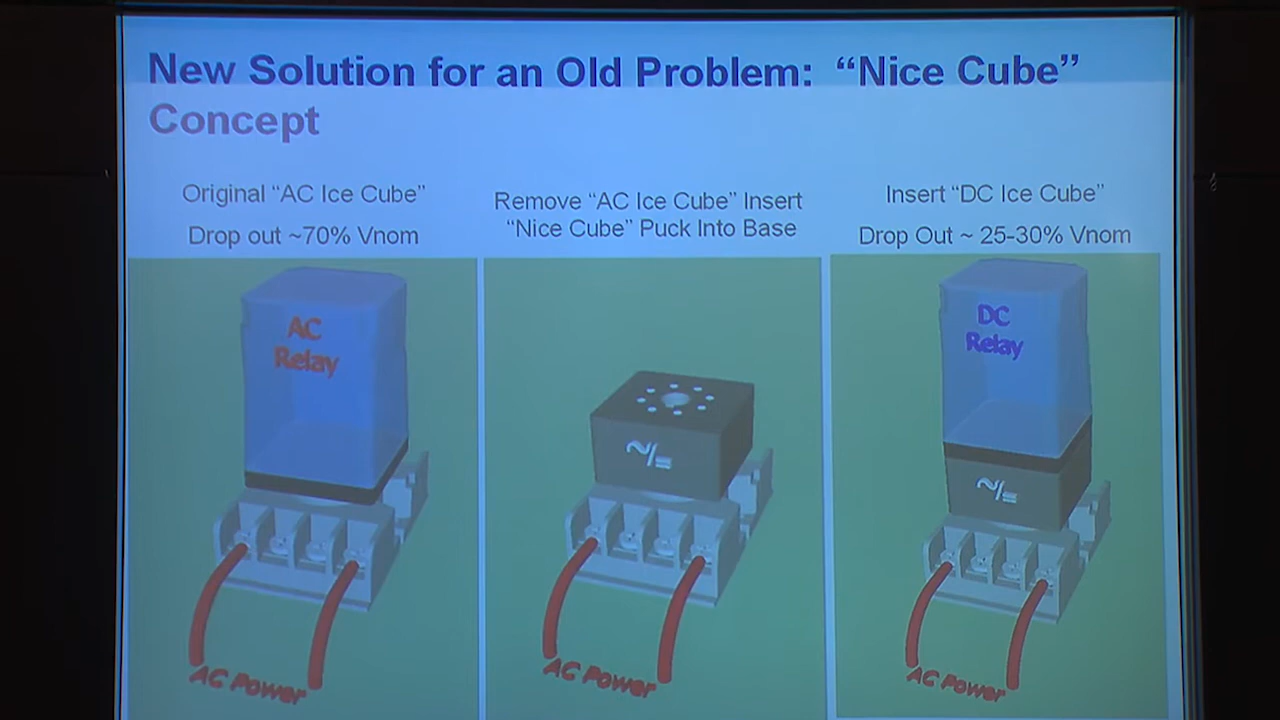 New Solution for an Old Problem: “Nice Cube”
Concept
Original “AC Ice Cube”
Drop out ~70% Vnom
Remove “AC Ice Cube” Insert
“Nice Cube” Puck Into Base
Insert “DC Ice Cube”
Drop Out ~ 25-30% Vnom
AC
Relay
~/=
AC Power
AC Power
DC
Relay
~/=
AC Power